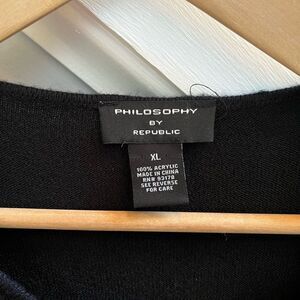 PHILOSOPHY
BY
REPUBLIC
XL
100% ACRYLIC
MADE IN CHINA
RN# 93178
SEE REVERSE
FOR CARE